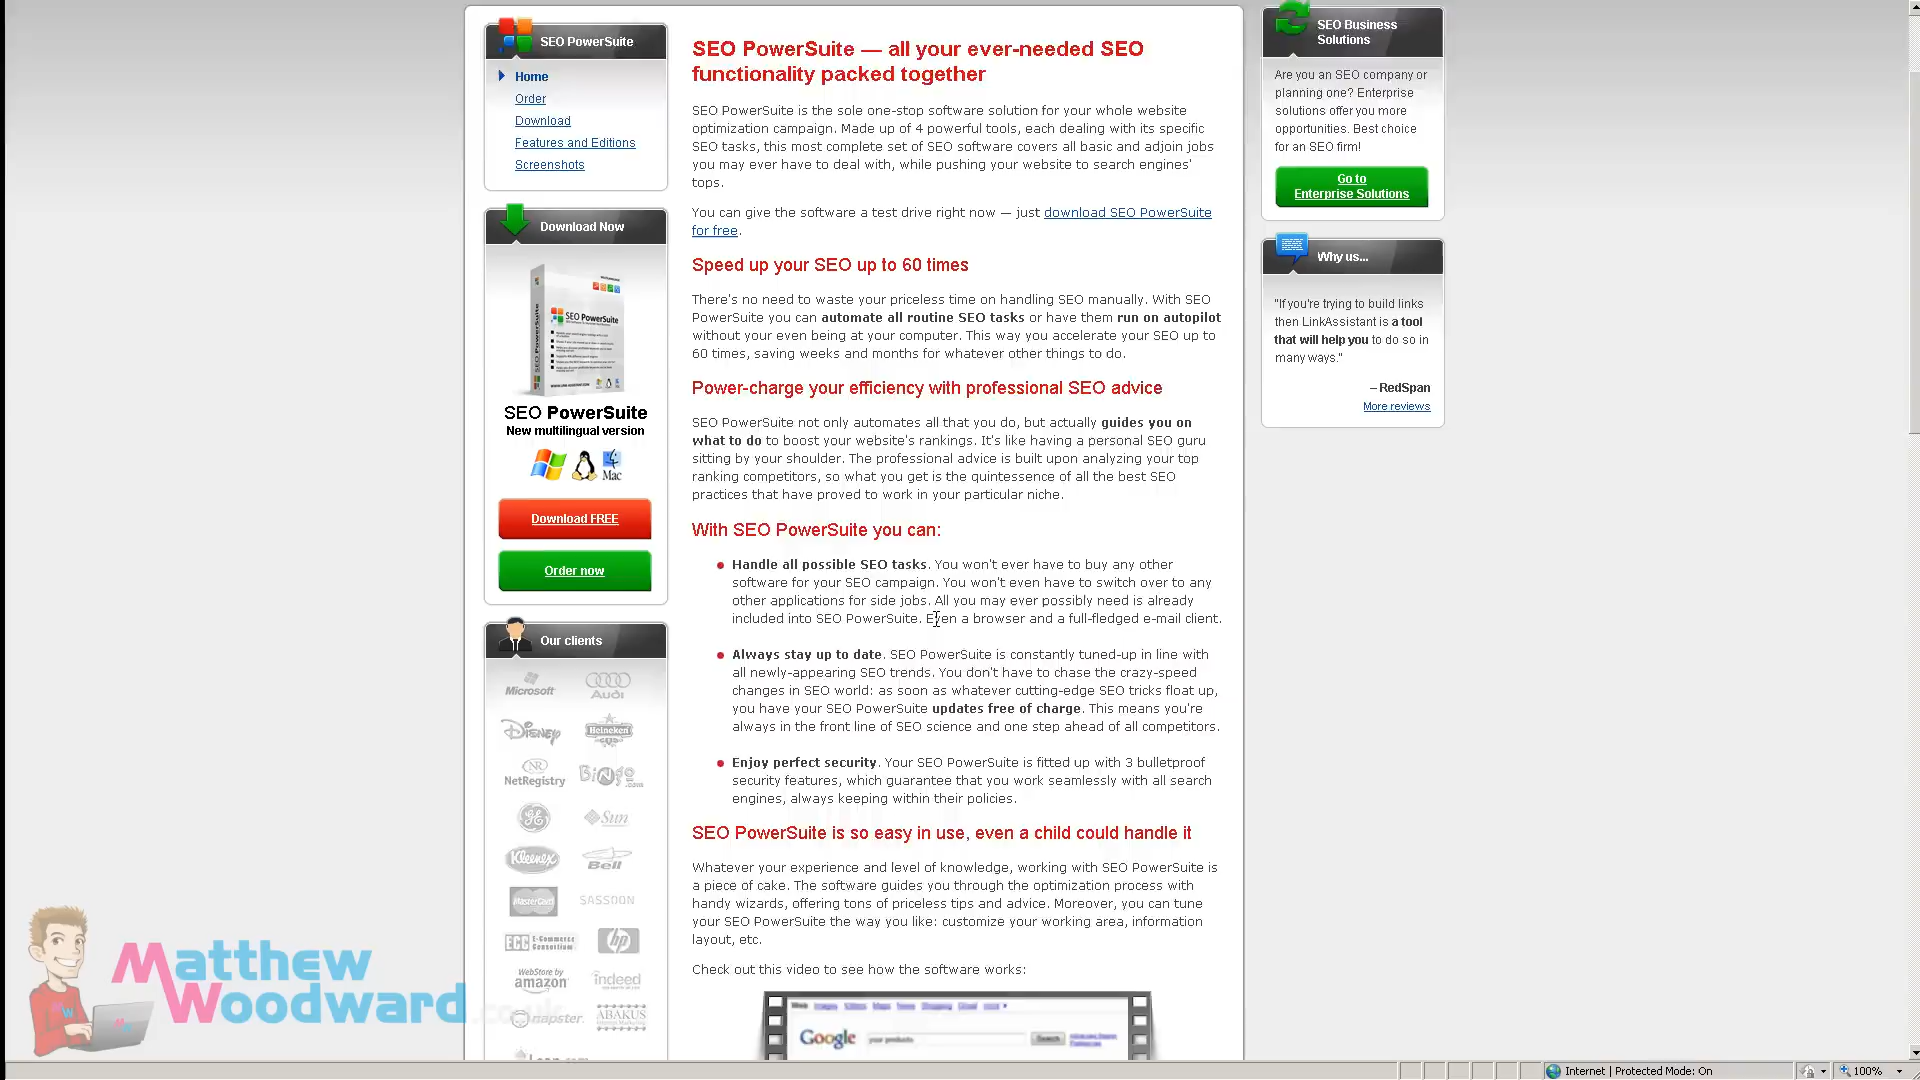 SEO PowerSuite
Home
Order
Download
Features and Editions
Screenshots
Download Now
SEO PowerSuite
SEO PowerSuite
New multilingual version
Mac
Download FREE
Order now
Our clients
Microsoft
Audi
Disney
Heineken
NetRegistry
Bingo.com
GE
Sun
Kleenex
Bell
MasterCard
SASSOON
ECC E-Commerce
Consortium
hp
WebStore by
amazon
indeed
napster.
ABAKUS
SEO PowerSuite — all your ever-needed SEO
functionality packed together
SEO PowerSuite is the sole one-stop software solution for your whole website
optimization campaign. Made up of 4 powerful tools, each dealing with its specific
SEO tasks, this most complete set of SEO software covers all basic and adjoin jobs
you may ever have to deal with, while pushing your website to search engines'
tops.
You can give the software a test drive right now — just download SEO PowerSuite
for free.
Speed up your SEO up to 60 times
There's no need to waste your priceless time on handling SEO manually. With SEO
PowerSuite you can automate all routine SEO tasks or have them run on autopilot
without your even being at your computer. This way you accelerate your SEO up to
60 times, saving weeks and months for whatever other things to do.
Power-charge your efficiency with professional SEO advice
SEO PowerSuite not only automates all that you do, but actually guides you on
what to do to boost your website's rankings. It's like having a personal SEO guru
sitting by your shoulder. The professional advice is built upon analyzing your top
ranking competitors, so what you get is the quintessence of all the best SEO
practices that have proved to work in your particular niche.
With SEO PowerSuite you can:
Handle all possible SEO tasks. You won't ever have to buy any other
software for your SEO campaign. You won't even have to switch over to any
other applications for side jobs. All you may ever possibly need is already
included into SEO PowerSuite. Even a browser and a full-fledged e-mail client.
Always stay up to date. SEO PowerSuite is constantly tuned-up in line with
all newly-appearing SEO trends. You don't have to chase the crazy-speed
changes in SEO world: as soon as whatever cutting-edge SEO tricks float up,
you have your SEO PowerSuite updates free of charge. This means you're
always in the front line of SEO science and one step ahead of all competitors.
Enjoy perfect security. Your SEO PowerSuite is fitted up with 3 bulletproof
security features, which guarantee that you work seamlessly with all search
engines, always keeping within their policies.
SEO PowerSuite is so easy in use, even a child could handle it
Whatever your experience and level of knowledge, working with SEO PowerSuite is
a piece of cake. The software guides you through the optimization process with
handy wizards, offering tons of priceless tips and advice. Moreover, you can tune
your SEO PowerSuite the way you like: customize your working area, information
layout, etc.
Check out this video to see how the software works:
Google
your products
Search
SEO Business
Solutions
Are you an SEO company or
planning one? Enterprise
solutions offer you more
opportunities. Best choice
for an SEO firm!
Go to
Enterprise Solutions
Why us...
"If you're trying to build links
then LinkAssistant is a tool
that will help you to do so in
many ways."
– RedSpan
More reviews
Matthew
Woodward.co.uk
Internet | Protected Mode: On
100%